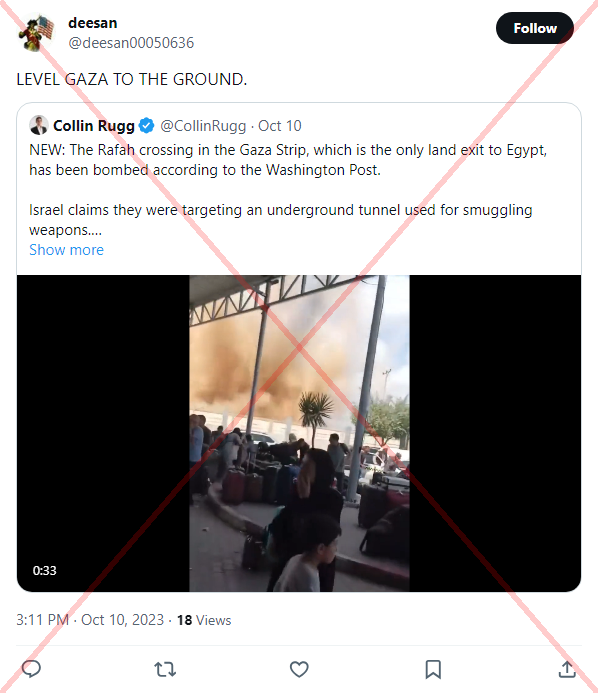 deesan
@deesan00050636
Follow
LEVEL GAZA TO THE GROUND.
Collin Rugg @CollinRugg · Oct 10
NEW: The Rafah crossing in the Gaza Strip, which is the only land exit to Egypt,
has been bombed according to the Washington Post.
Israel claims they were targeting an underground tunnel used for smuggling
weapons....
Show more
0:33
3:11 PM · Oct 10, 2023 · 18 Views